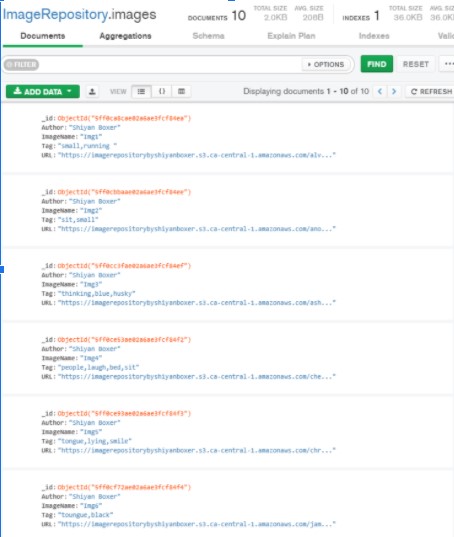 ImageRepository.images
DOCUMENTS 10 TOTAL SIZE 2.0KB AVG. SIZE 206B INDEXES 1 TOTAL SIZE 36.0KB AVG. SIZE 36.0K
Documents Aggregations Schema Explain Plan Indexes Valid
FILTER OPTIONS FIND RESET ...
ADD DATA VIEW {} Displaying documents 1 - 10 of 10 < > REFRESH
_id: ObjectId("
Author: "Shiyan Boxer"
ImageName: "Img1"
Tag: "small,running "
URL: "https://imagerepositorybyshiyanboxer.s3.ca-central-1.amazonaws.com/alv..."
_id: ObjectId("
Author: "Shiyan Boxer"
ImageName: "Img2"
Tag: "sit,small"
URL: "https://imagerepositorybyshiyanboxer.s3.ca-central-1.amazonaws.com/ano..."
_id: ObjectId("
Author: "Shiyan Boxer"
ImageName: "Img3"
Tag: "thinking,blue,husky"
URL: "https://imagerepositorybyshiyanboxer.s3.ca-central-1.amazonaws.com/ash..."
_id: ObjectId("
Author: "Shiyan Boxer"
ImageName: "Img4"
Tag: "people,laugh,bed,sit"
URL: "https://imagerepositorybyshiyanboxer.s3.ca-central-1.amazonaws.com/che..."
_id: ObjectId("
Author: "Shiyan Boxer"
ImageName: "Img5"
Tag: "tongue,lying,smile"
URL: "https://imagerepositorybyshiyanboxer.s3.ca-central-1.amazonaws.com/chr..."
_id: ObjectId("
Author: "Shiyan Boxer"
ImageName: "Img6"
Tag: "toungue,black"
URL: "https://imagerepositorybyshiyanboxer.s3.ca-central-1.amazonaws.com/jam..."